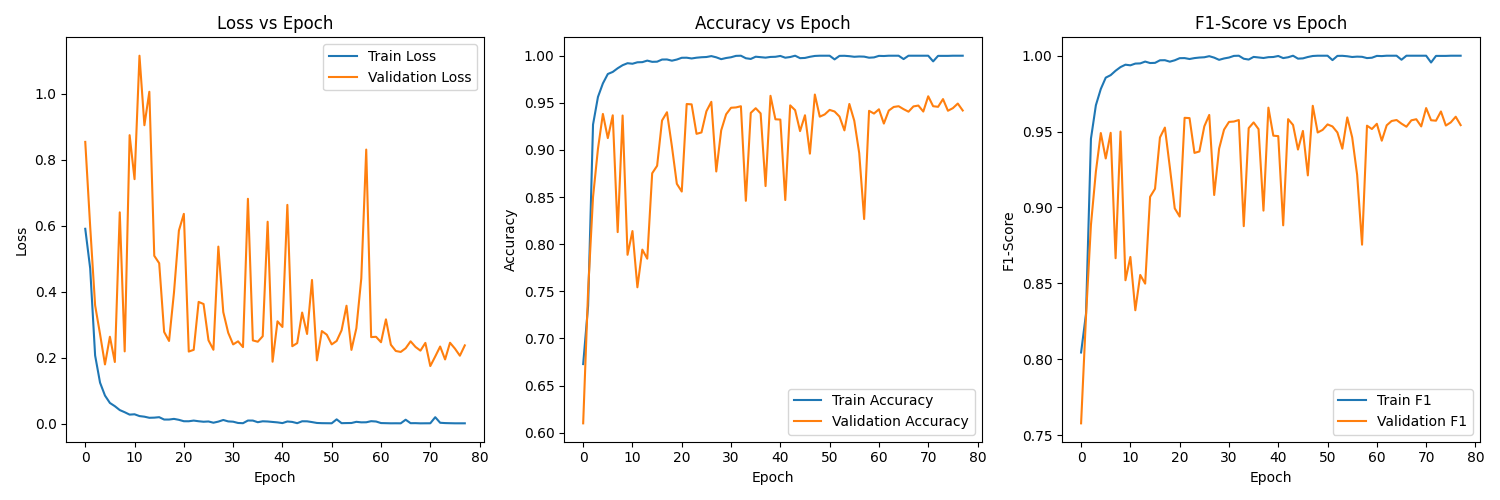 Loss vs Epoch
Train Loss
Validation Loss
1.0
0.8
0.6
0.4
0.2
0.0
Loss
0 10 20 30 40 50 60 70 80
Epoch
Accuracy vs Epoch
1.00
0.95
0.90
0.85
0.80
0.75
0.70
0.65
0.60
Accuracy
Train Accuracy
Validation Accuracy
0 10 20 30 40 50 60 70 80
Epoch
F1-Score vs Epoch
1.00
0.95
0.90
0.85
0.80
0.75
F1-Score
Train F1
Validation F1
0 10 20 30 40 50 60 70 80
Epoch